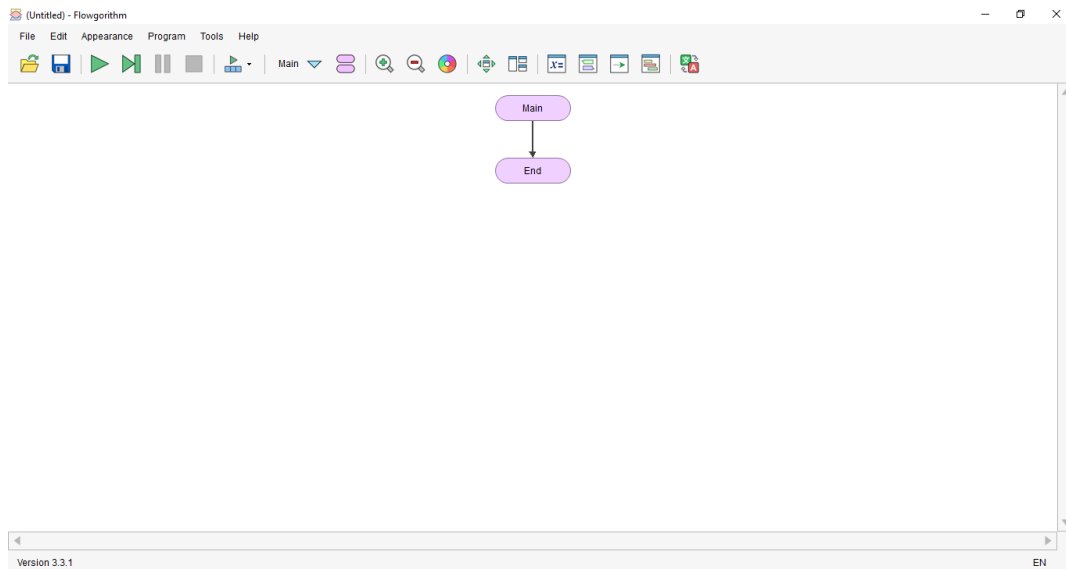 (Untitled) - Flowgorithm
File Edit Appearance Program Tools Help
Main
x=
Main
End
Version 3.3.1 EN